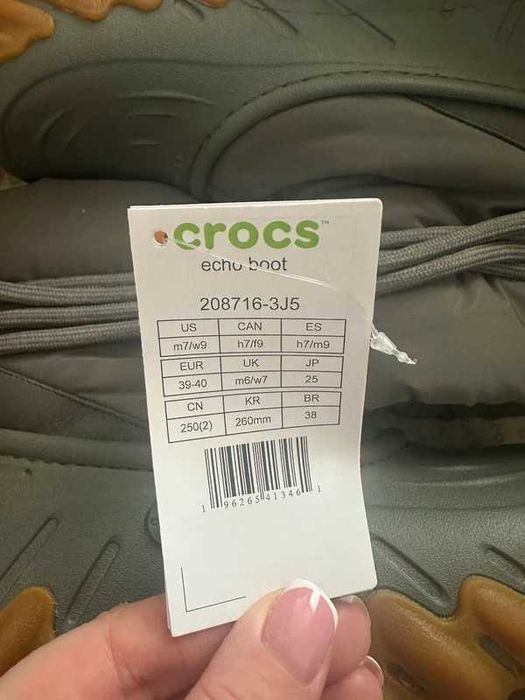 crocs™
echo boot
208716-3J5
US CAN ES
m7/w9 h7/f9 h7/m9
EUR UK JP
39-40 m6/w7 25
CN KR BR
250(2) 260mm 38
1 96265 41346 1